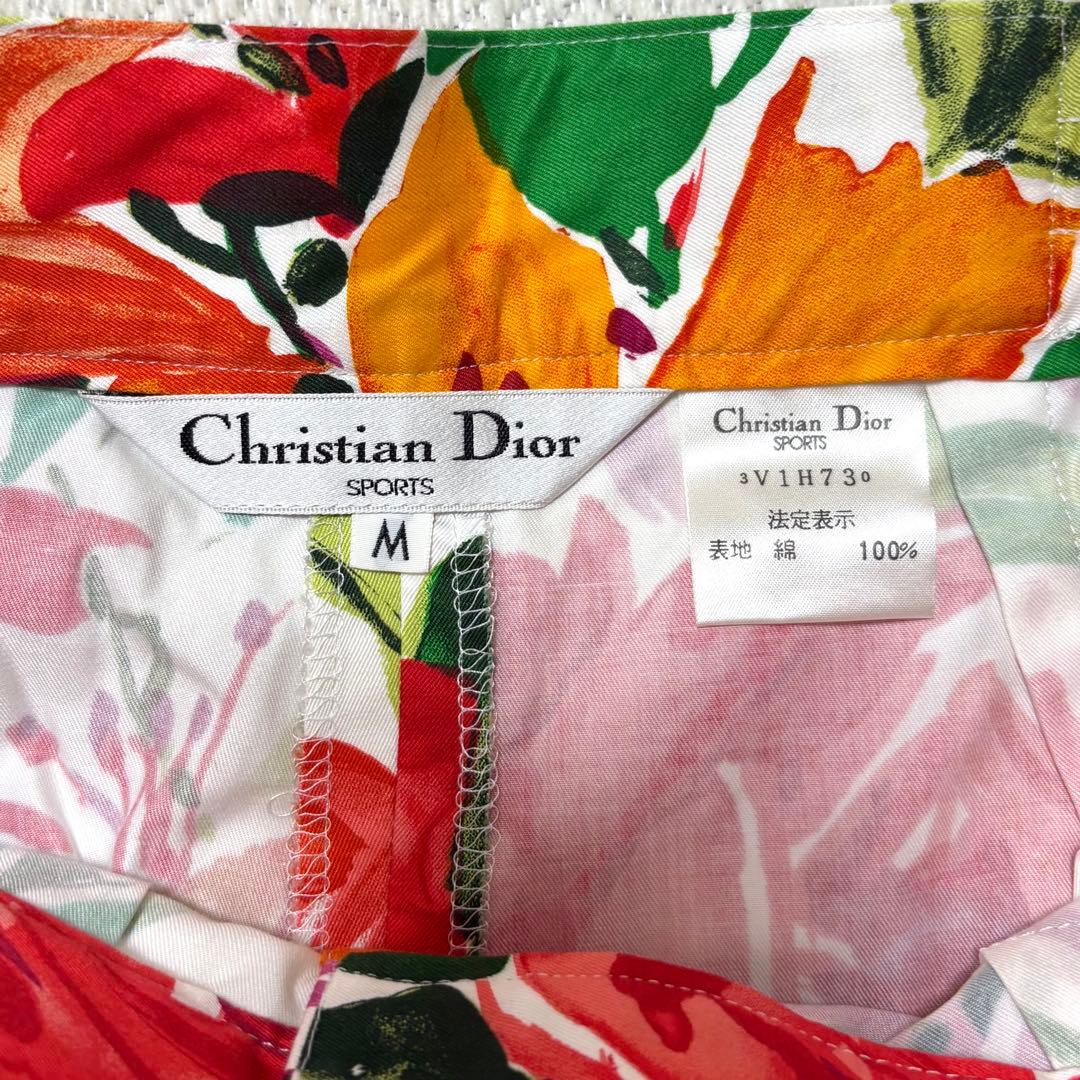 Christian Dior
SPORTS
M
Christian Dior
SPORTS
3V1H730
法定表示
表地 綿 100%